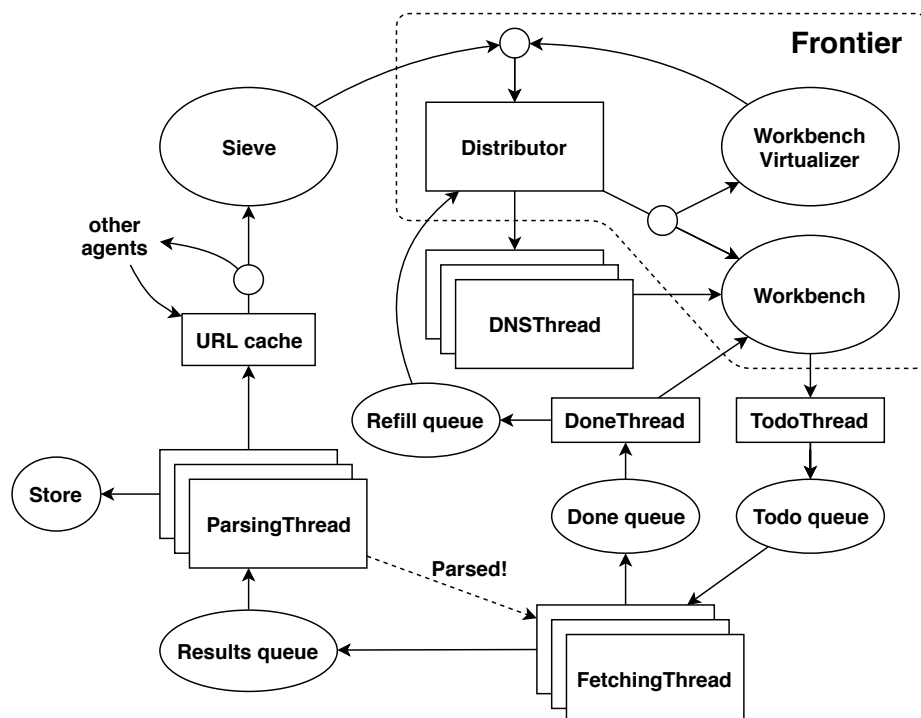 Frontier
Sieve
Distributor
Workbench
Virtualizer
other
agents
Workbench
DNSThread
URL cache
Refill queue
DoneThread
TodoThread
Store
ParsingThread
Done queue
Todo queue
Parsed!
Results queue
FetchingThread